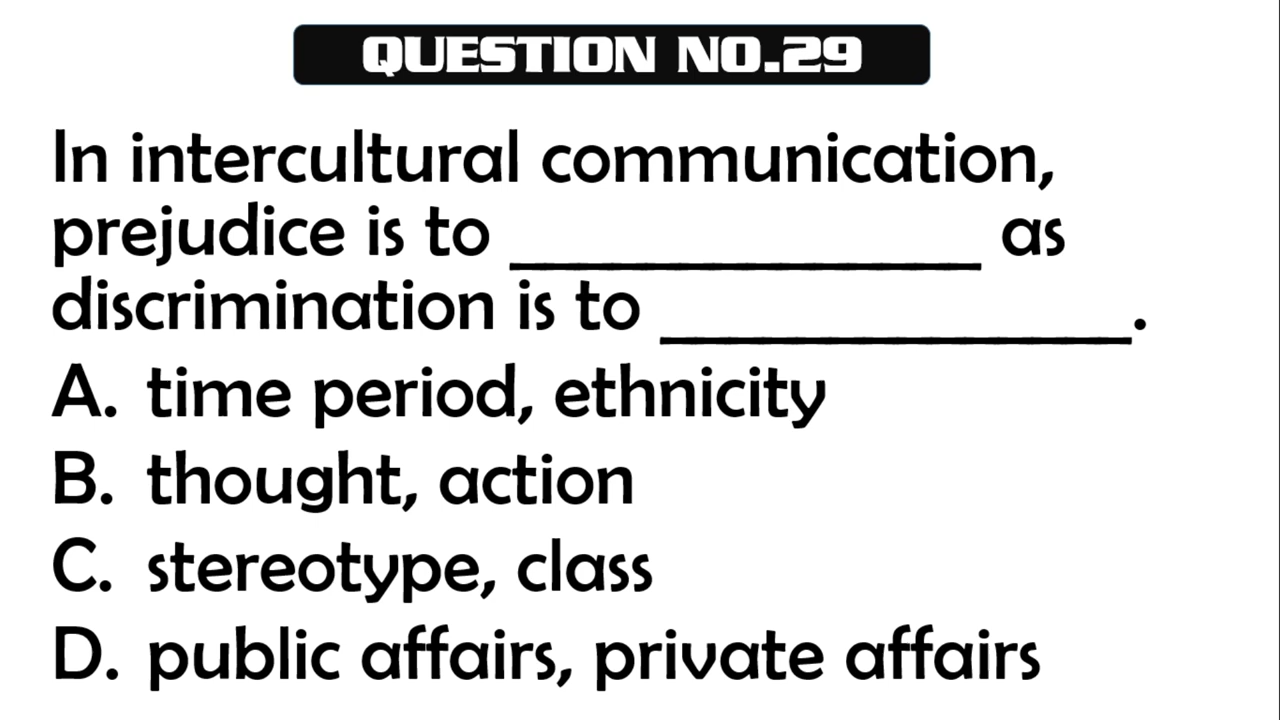 QUESTION NO.29
In intercultural communication,
prejudice is to ______________ as
discrimination is to ______________.
A. time period, ethnicity
B. thought, action
C. stereotype, class
D. public affairs, private affairs